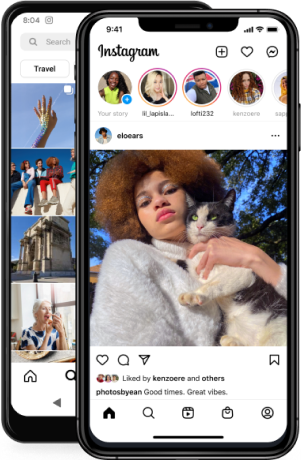 8:04
Search
Travel
9:41
Instagram
Your story
lil_lapisla...
lofti232
kenzoere
eloears
Liked by kenzoere and others
photosbyean Good times. Great vibes.